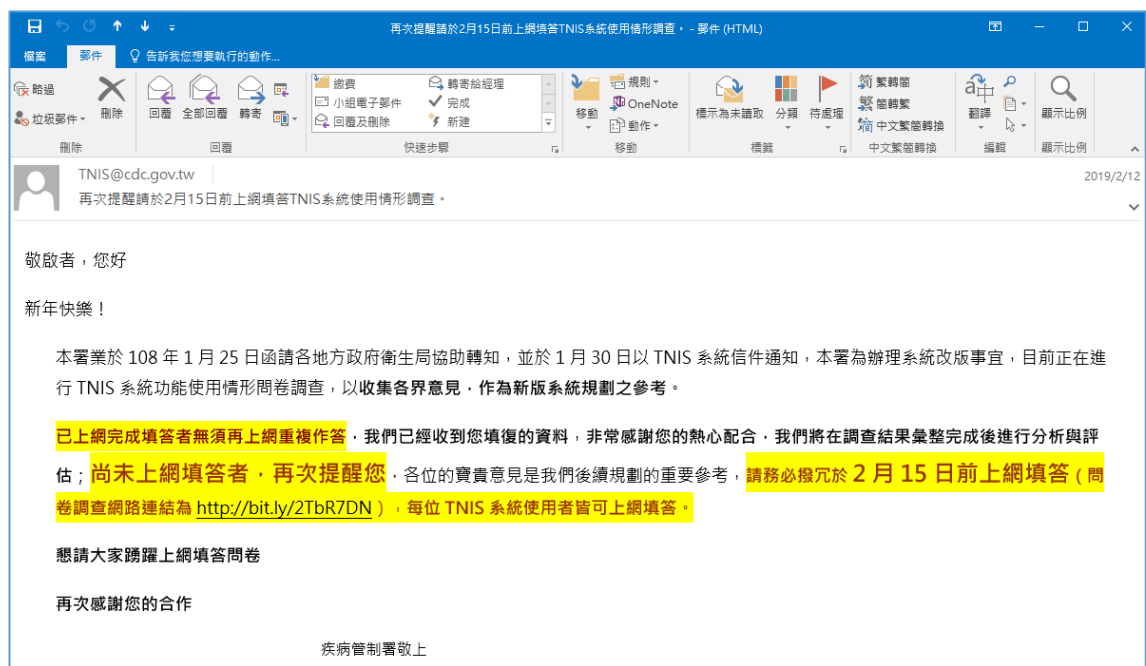 再次提醒請於2月15日前上網填答TNIS系統使用情形調查。 - 郵件 (HTML)
檔案 郵件 告訴我您想要執行的動作...
略過 垃圾郵件 刪除
回覆 全部回覆 轉寄
繳費 轉寄給經理
小組電子郵件 完成
回覆及刪除 新建
移動 規則 OneNote 動作
標示為未讀取 分類 待處理
繁轉簡
簡轉繁
中文繁簡轉換
翻譯
顯示比例
刪除 回覆 快速步驟 移動 標籤 中文繁簡轉換 編輯 顯示比例
TNIS@cdc.gov.tw 2019/2/12
再次提醒請於2月15日前上網填答TNIS系統使用情形調查。
敬啟者，您好
新年快樂！
本署業於 108 年 1 月 25 日函請各地方政府衛生局協助轉知，並於 1 月 30 日以 TNIS 系統信件通知，本署為辦理系統改版事宜，目前正在進
行 TNIS 系統功能使用情形問卷調查，以收集各界意見，作為新版系統規劃之參考。
已上網完成填答者無須再上網重複作答，我們已經收到您填復的資料，非常感謝您的熱心配合，我們將在調查結果彙整完成後進行分析與評
估；尚未上網填答者，再次提醒您，各位的寶貴意見是我們後續規劃的重要參考，請務必撥冗於 2 月 15 日前上網填答（問
卷調查網路連結為 http://bit.ly/2TbR7DN），每位 TNIS 系統使用者皆可上網填答。
懇請大家踴躍上網填答問卷
再次感謝您的合作
疾病管制署敬上